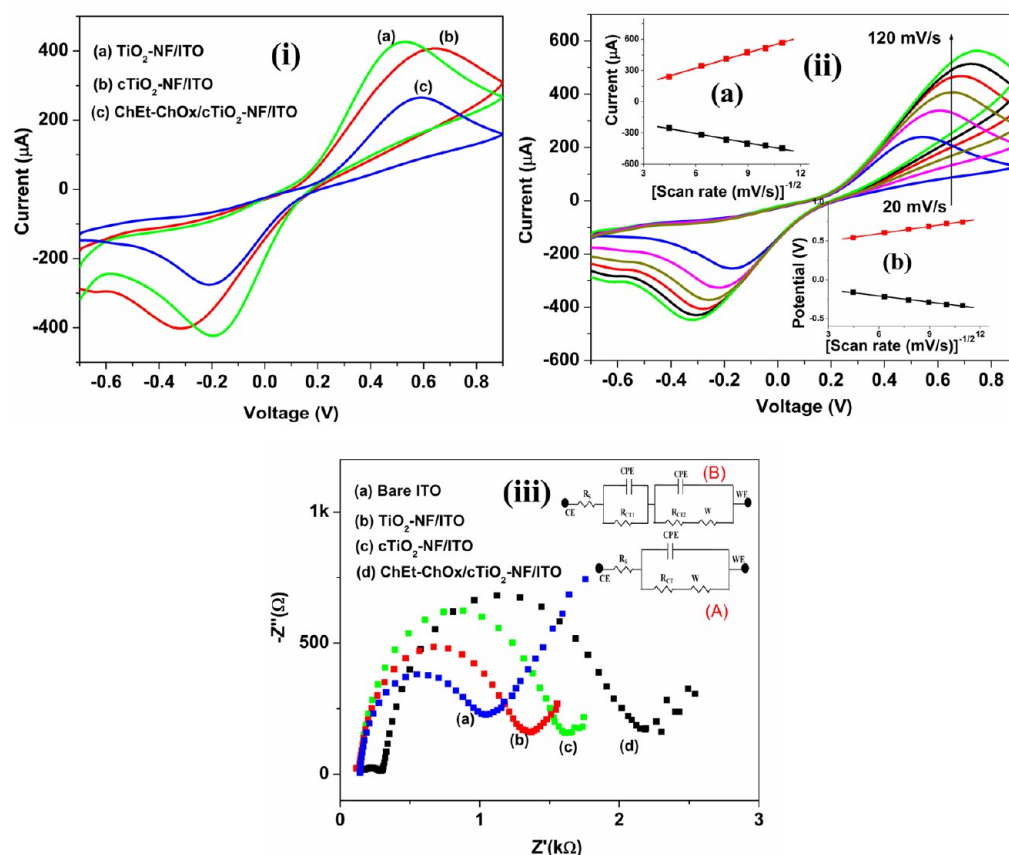 (i)
(a) TiO2-NF/ITO
(b) cTiO2-NF/ITO
(c) ChEt-ChOx/cTiO2-NF/ITO
(a)
(b)
(c)
Current (µA)
400
200
0
-200
-400
-0.6 -0.4 -0.2 0.0 0.2 0.4 0.6 0.8
Voltage (V)
(ii)
120 mV/s
20 mV/s
Current (µA)
600
400
200
0
-200
-400
-600
-0.6 -0.4 -0.2 0.0 0.2 0.4 0.6 0.8
Voltage (V)
(a)
Current (µA)
600
300
0
-300
-600
3 6 9 12
[Scan rate (mV/s)]-1/2
(b)
Potential (V)
1.0
0.5
0.0
-0.5
3 6 9 12
[Scan rate (mV/s)]-1/2
(iii)
(a) Bare ITO
(b) TiO2-NF/ITO
(c) cTiO2-NF/ITO
(d) ChEt-ChOx/cTiO2-NF/ITO
(B)
CPE CPE
CE RS RCT1 RCT2 W WE
CPE
CE RS RCT W WE
(A)
(a)
(b)
(c)
(d)
-Z"(Ω)
1k
500
0
0 1 2 3
Z'(kΩ)